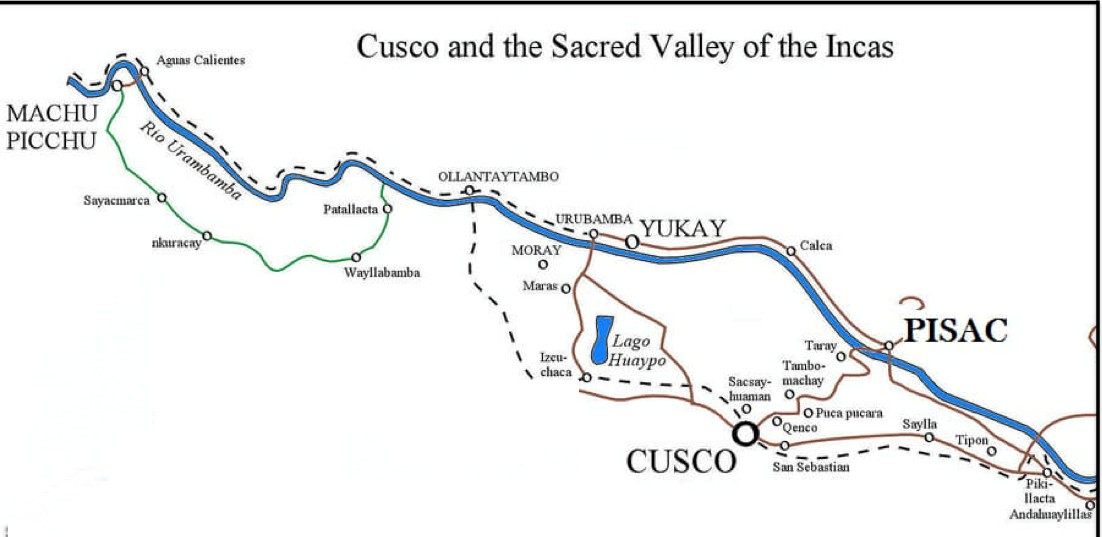 Cusco and the Sacred Valley of the Incas
Aguas Calientes
MACHU
PICCHU
Río Urambamba
Sayacmarca
nkuracay
Patallacta
Wayllabamba
OLLANTAYTAMBO
URUBAMBA
YUKAY
MORAY
Maras
Calca
PISAC
Lago
Huaypo
Izcu-
chaca
Taray
Tambo-
machay
Sacsay-
huaman
Puca pucara
Qenco
CUSCO
San Sebastian
Saylla
Tipon
Piki-
llacta
Andahuaylillas